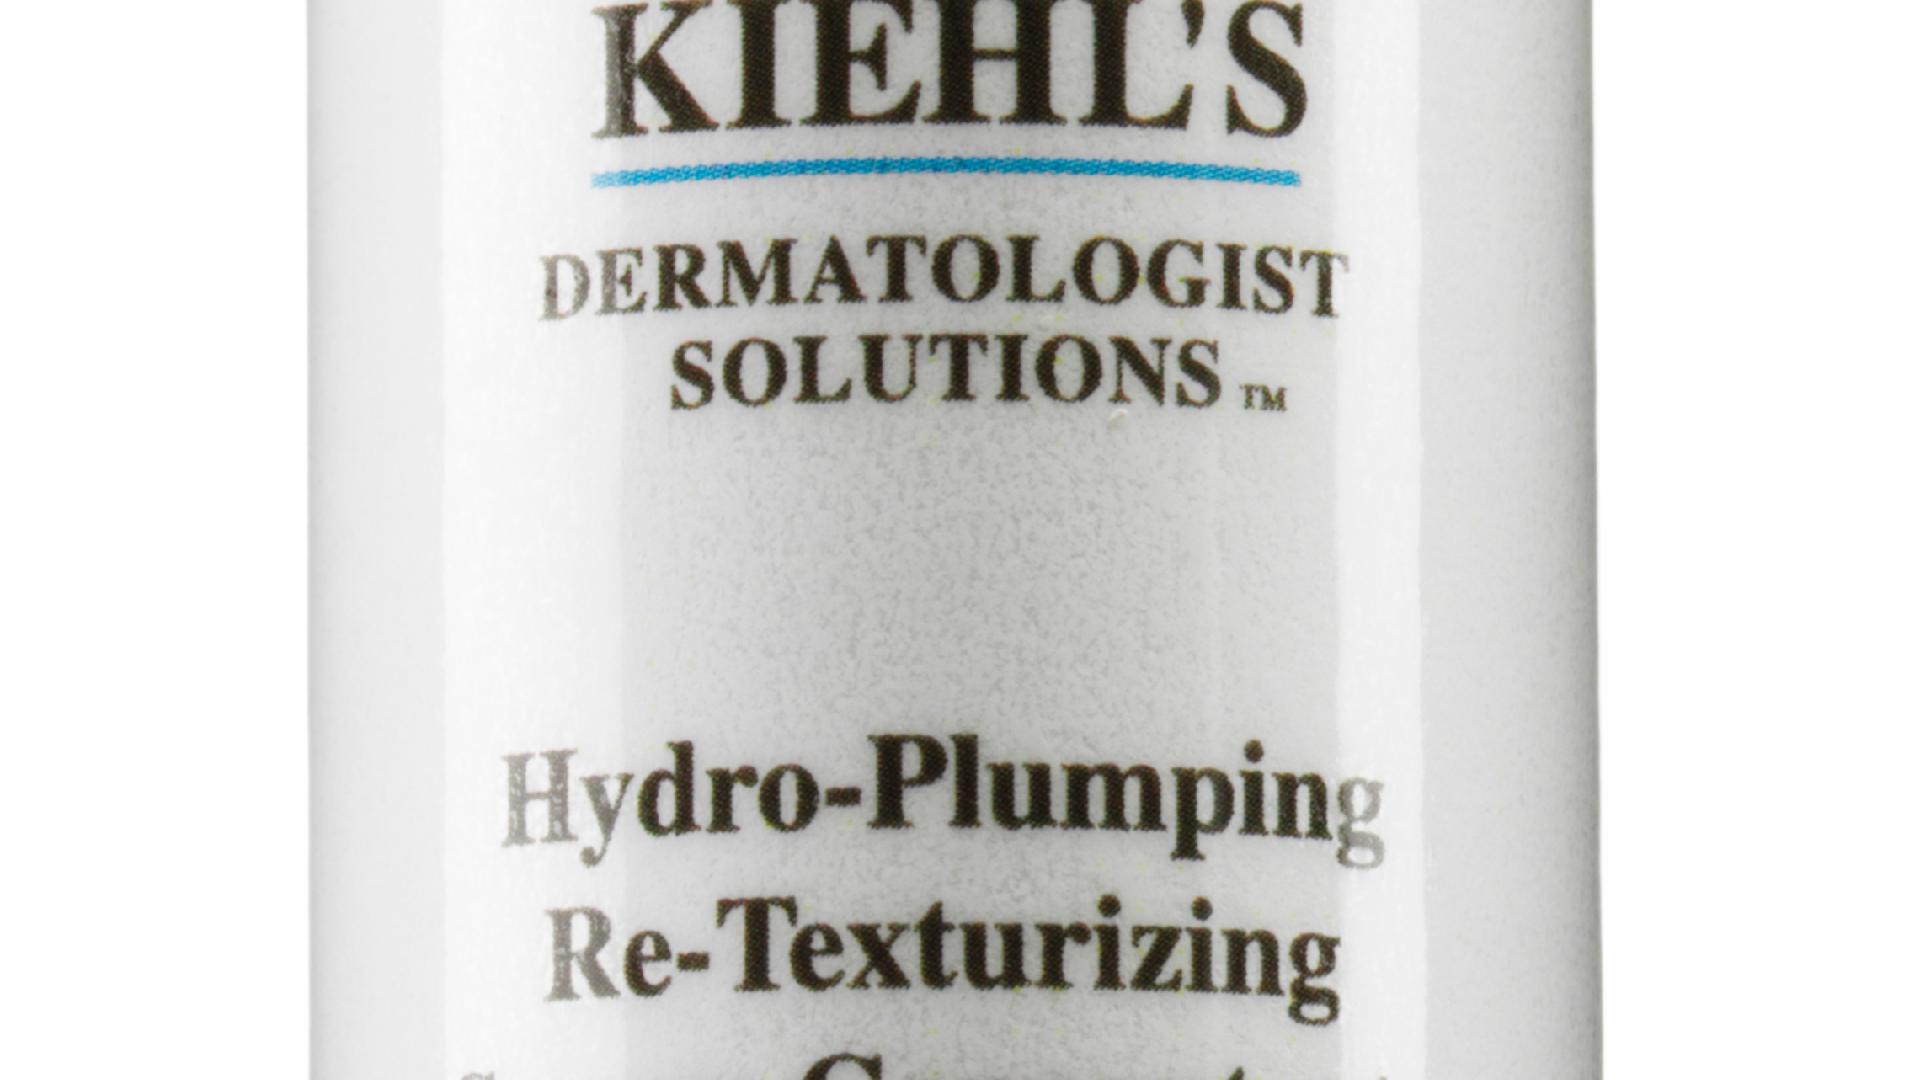 KIEHL'S
DERMATOLOGIST
SOLUTIONS™
Hydro-Plumping
Re-Texturizing